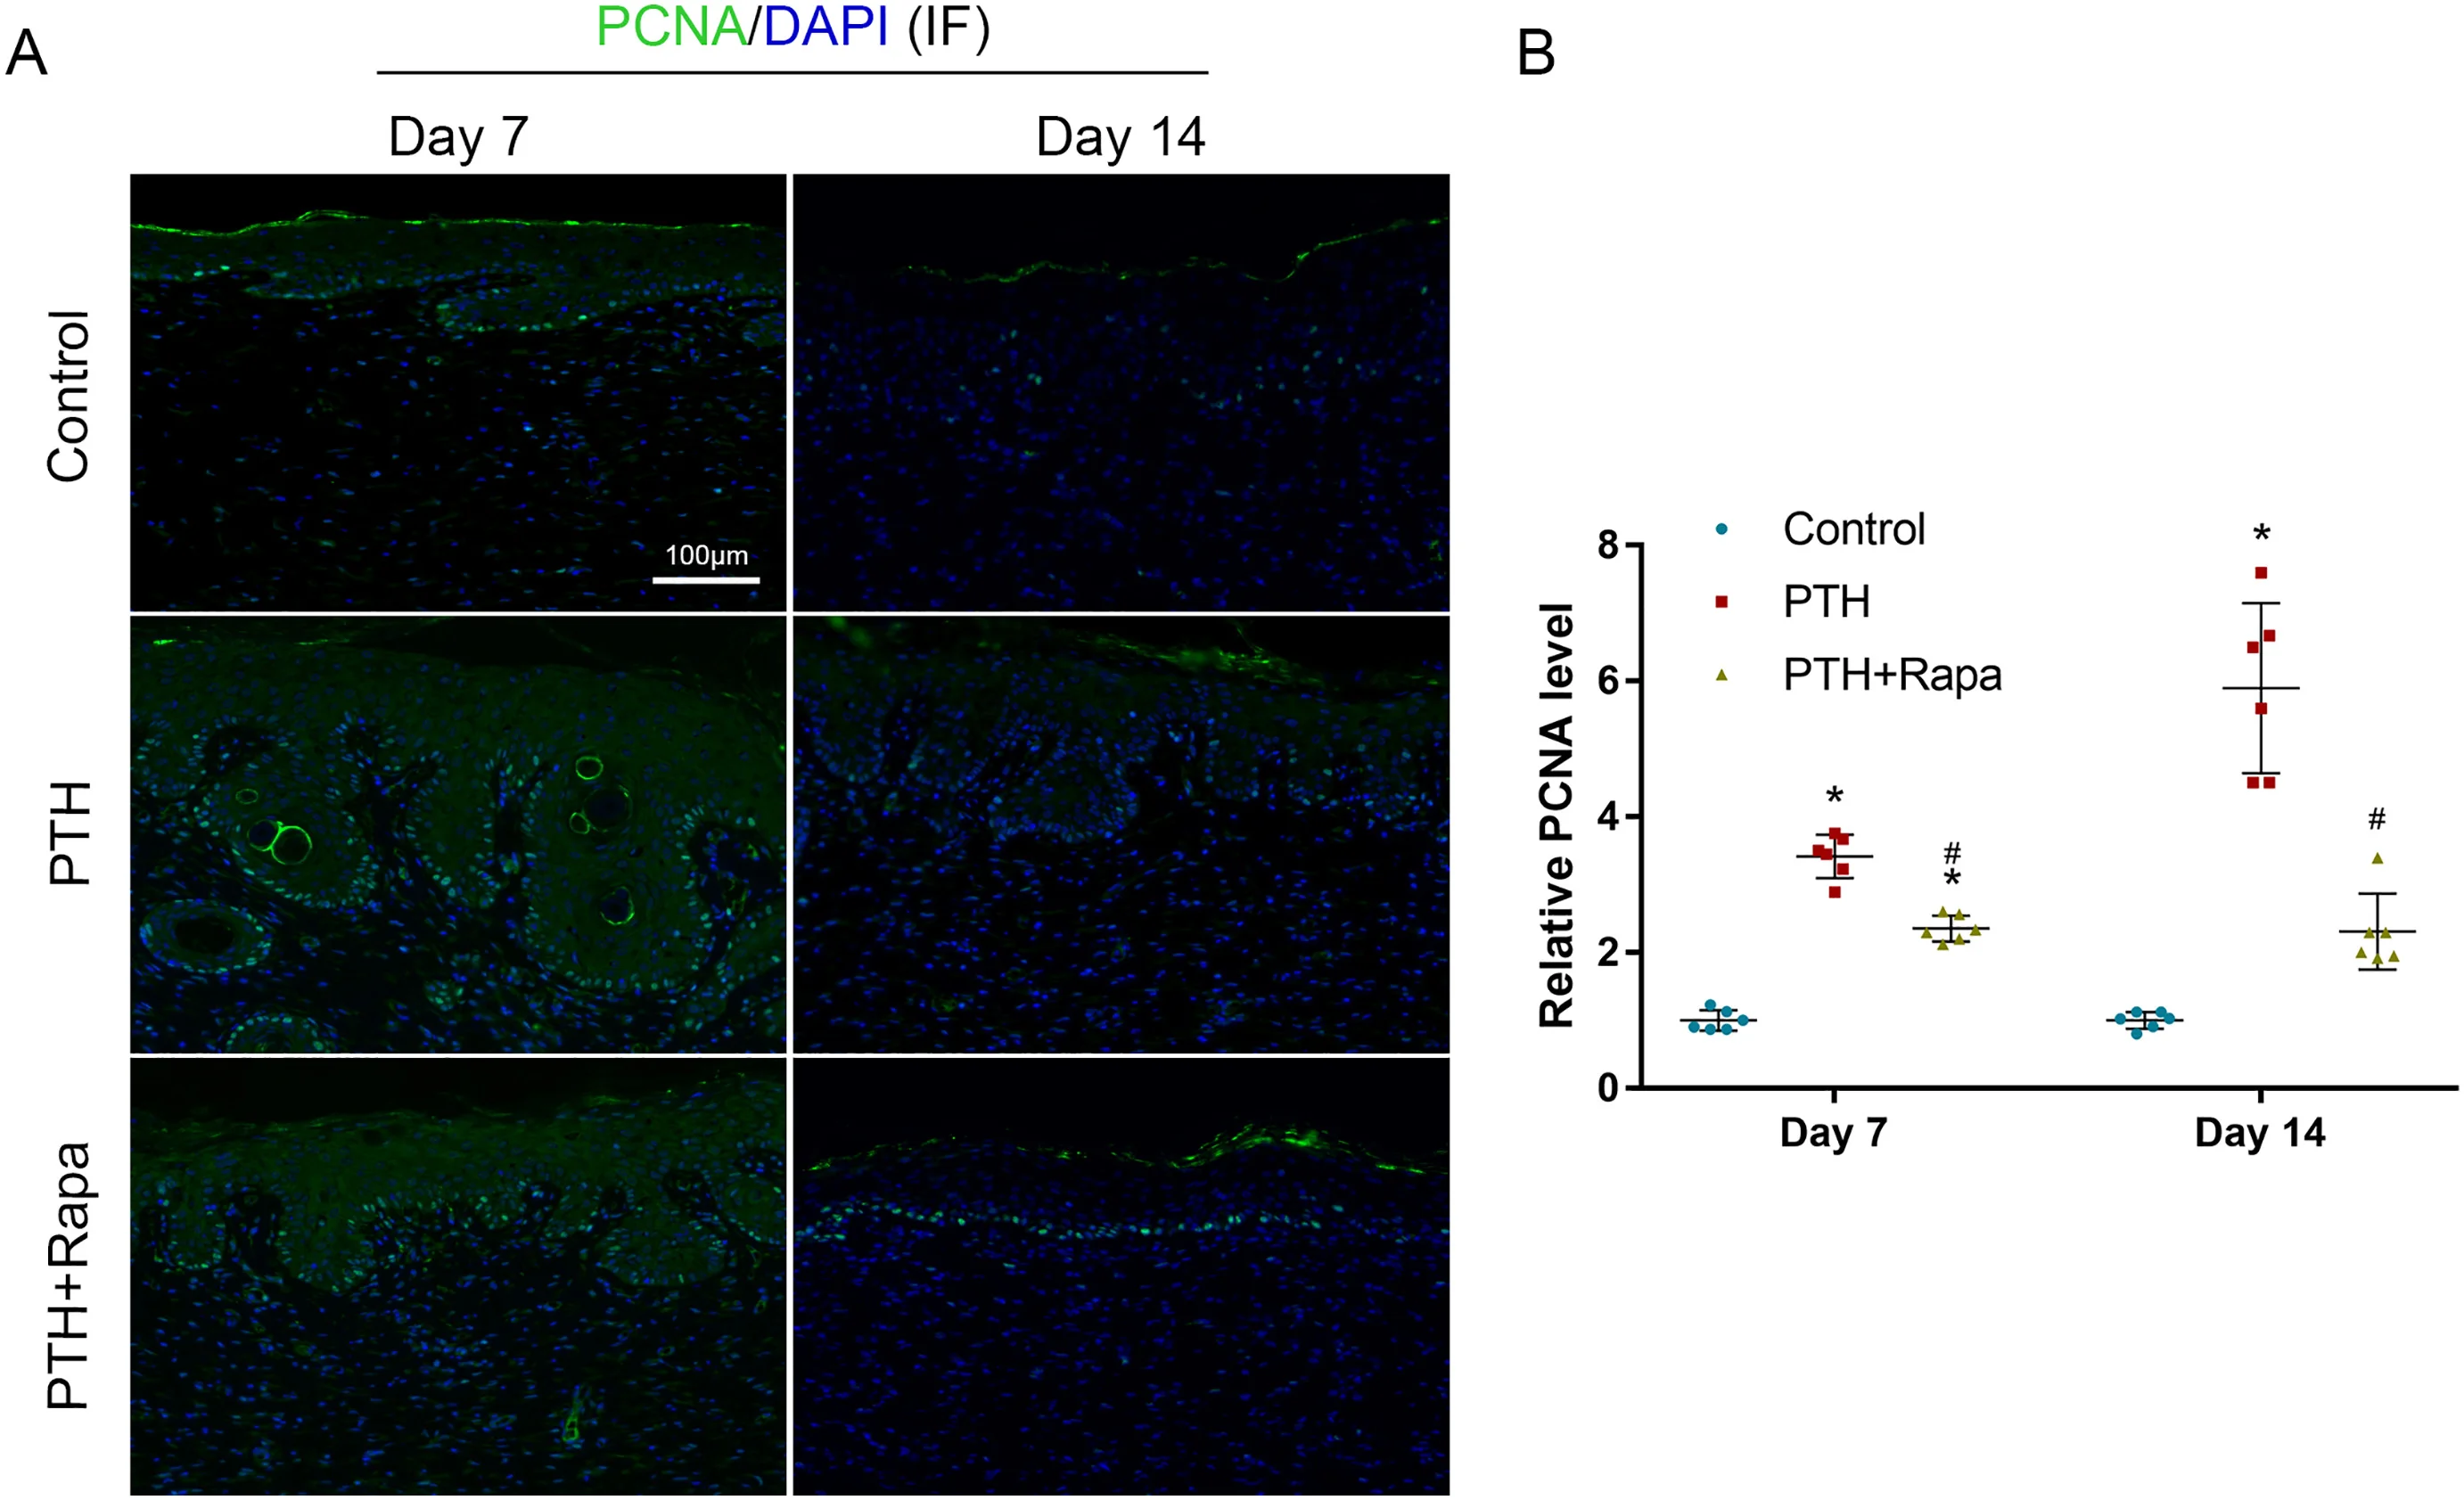 A
PCNA/DAPI (IF)
Day 7
Day 14
Control
100μm
PTH
PTH+Rapa
B
Control
PTH
PTH+Rapa
Relative PCNA level
8
6
4
2
0
*
#
*
*
#
Day 7
Day 14